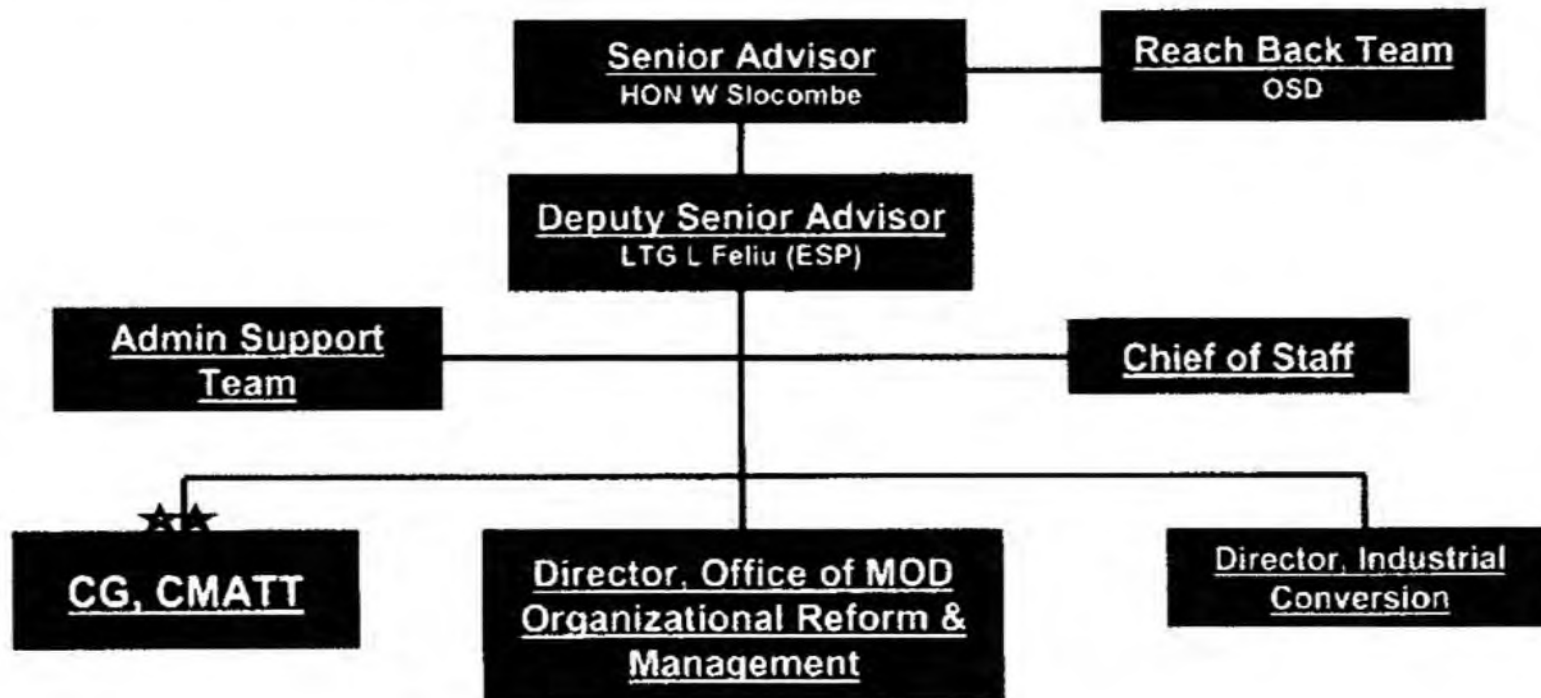 Senior Advisor
HON W Slocombe
Reach Back Team
OSD
Deputy Senior Advisor
LTG L Feliu (ESP)
Admin Support
Team
Chief of Staff
CG, CMATT
Director, Office of MOD
Organizational Reform &
Management
Director, Industrial
Conversion